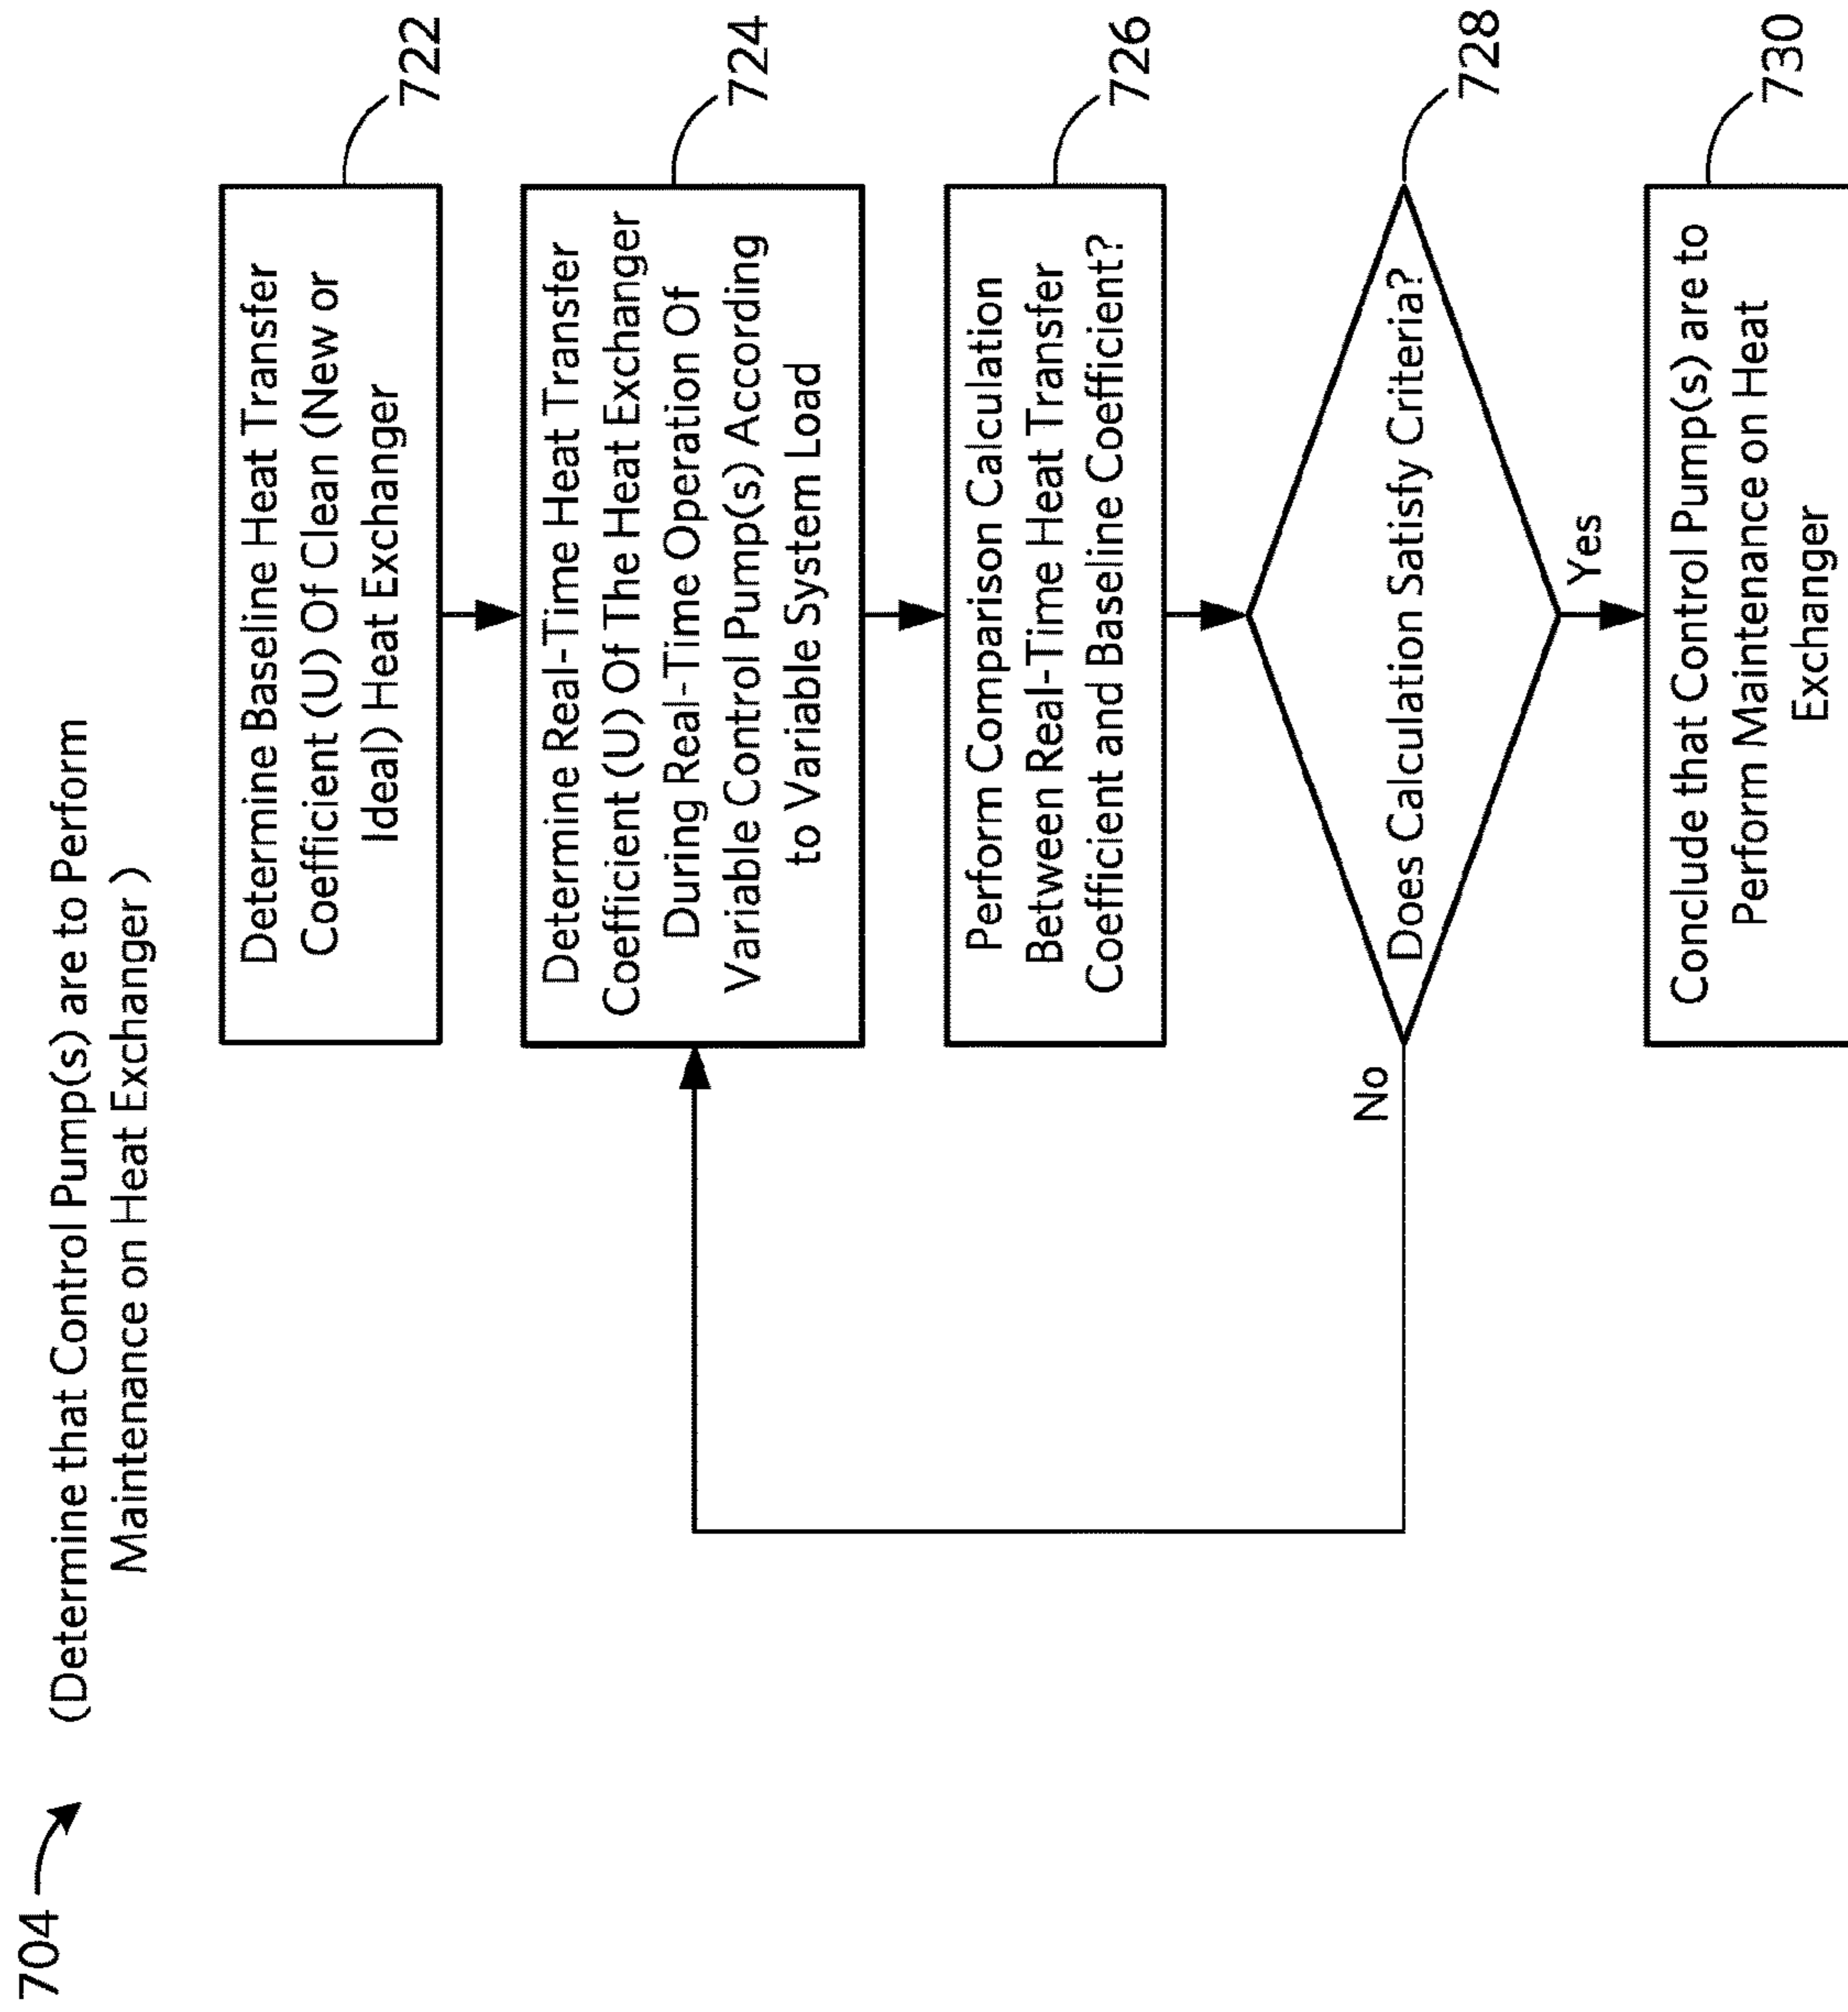 704
(Determine that Control Pump(s) are to Perform
Maintenance on Heat Exchanger )
Determine Baseline Heat Transfer
Coefficient (U) Of Clean (New or
Ideal) Heat Exchanger
722
Determine Real-Time Heat Transfer
Coefficient (U) Of The Heat Exchanger
During Real-Time Operation Of
Variable Control Pump(s) According
to Variable System Load
724
Perform Comparison Calculation
Between Real-Time Heat Transfer
Coefficient and Baseline Coefficient?
726
Does Calculation Satisfy Criteria?
728
No
Yes
Conclude that Control Pump(s) are to
Perform Maintenance on Heat
Exchanger
730